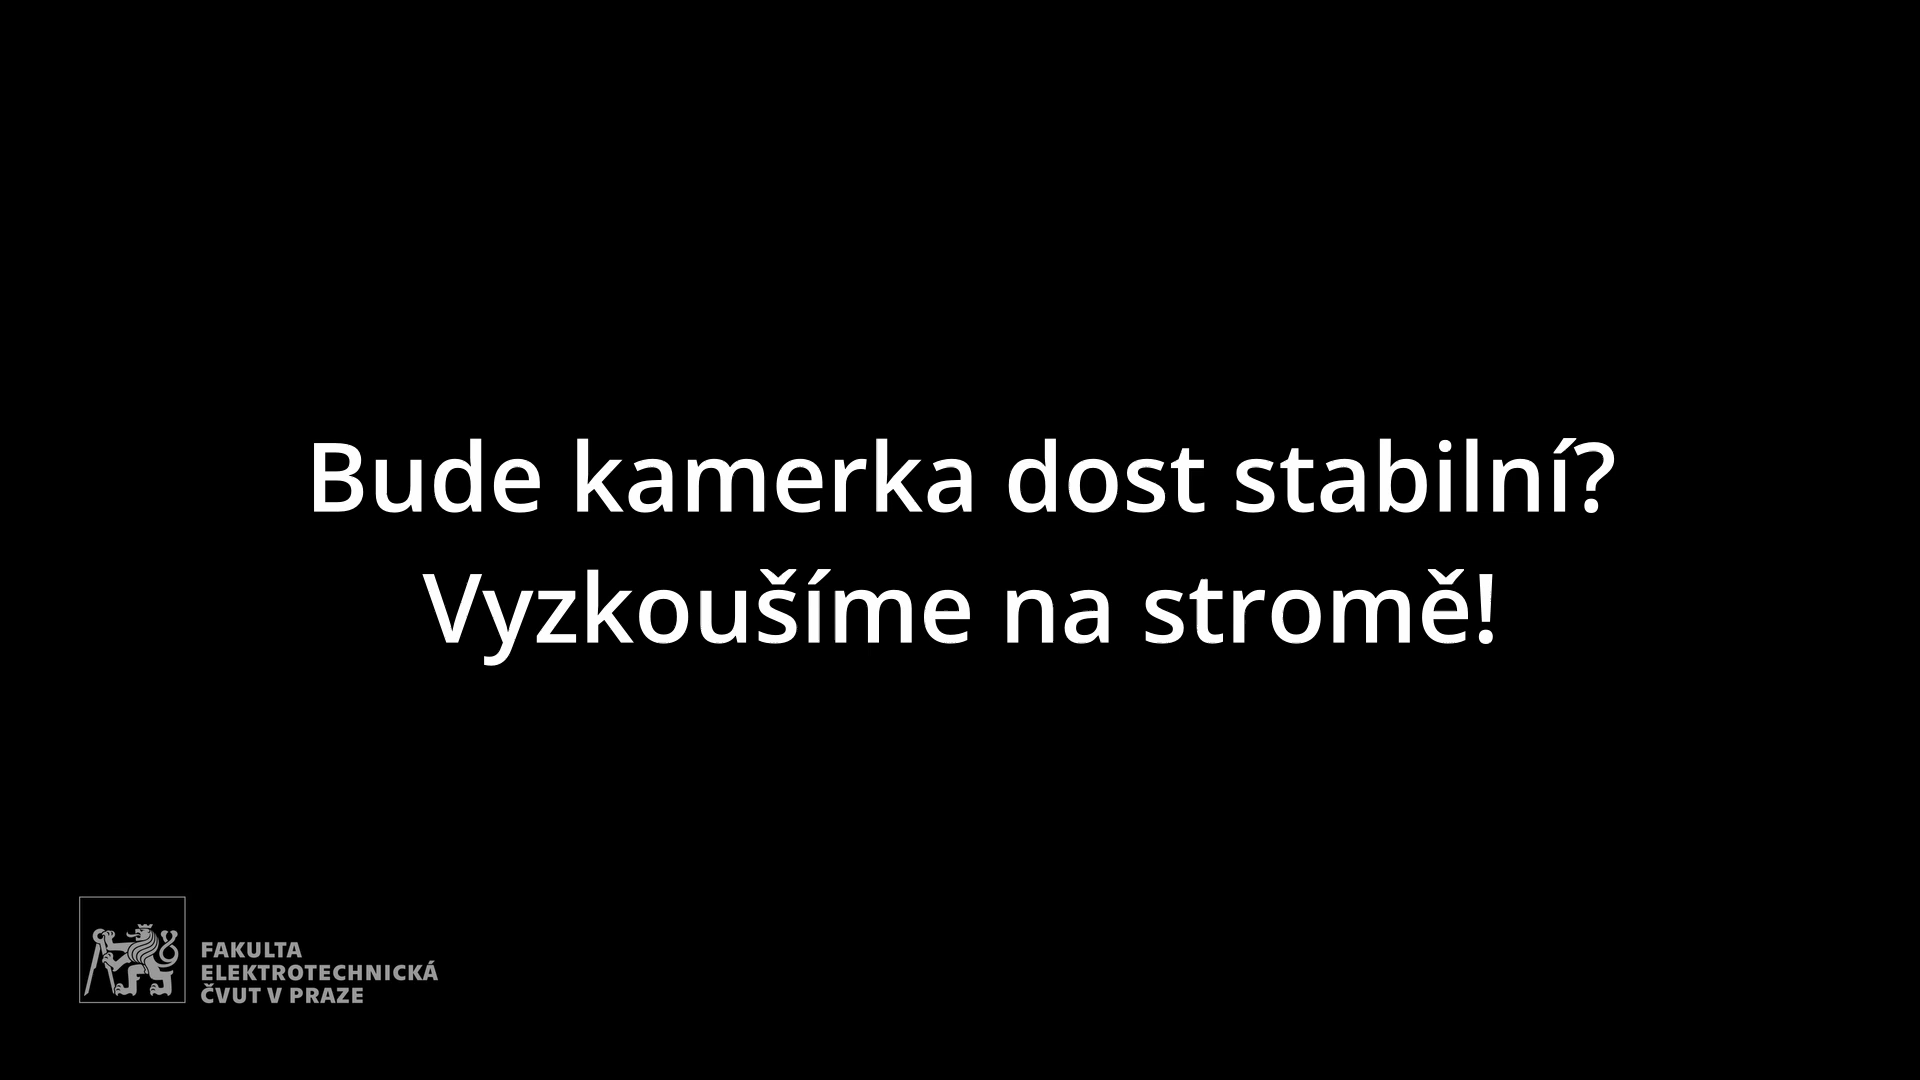 Bude kamerka dost stabilní?
Vyzkoušíme na stromě!
FAKULTA
ELEKTROTECHNICKÁ
ČVUT V PRAZE